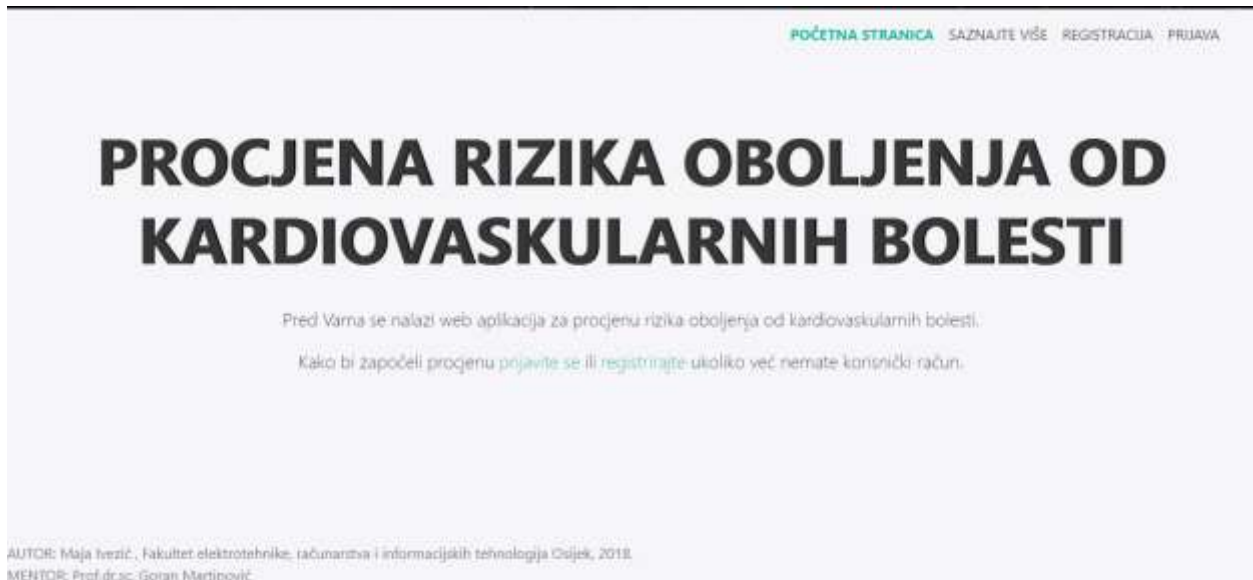 POČETNA STRANICA SAZNAJTE VIŠE REGISTRACIJA PRIJAVA
PROCJENA RIZIKA OBOLJENJA OD
KARDIOVASKULARNIH BOLESTI
Pred Vama se nalazi web aplikacija za procjenu rizika oboljenja od kardiovaskularnih bolesti.
Kako bi započeli procjenu prijavite se ili registrirajte ukoliko već nemate korisnički račun.
AUTOR: Maja Ivezić , Fakultet elektrotehnike, računarstva i informacijskih tehnologija Osijek, 2018.
MENTOR: Prof.dr.sc. Goran Martinović